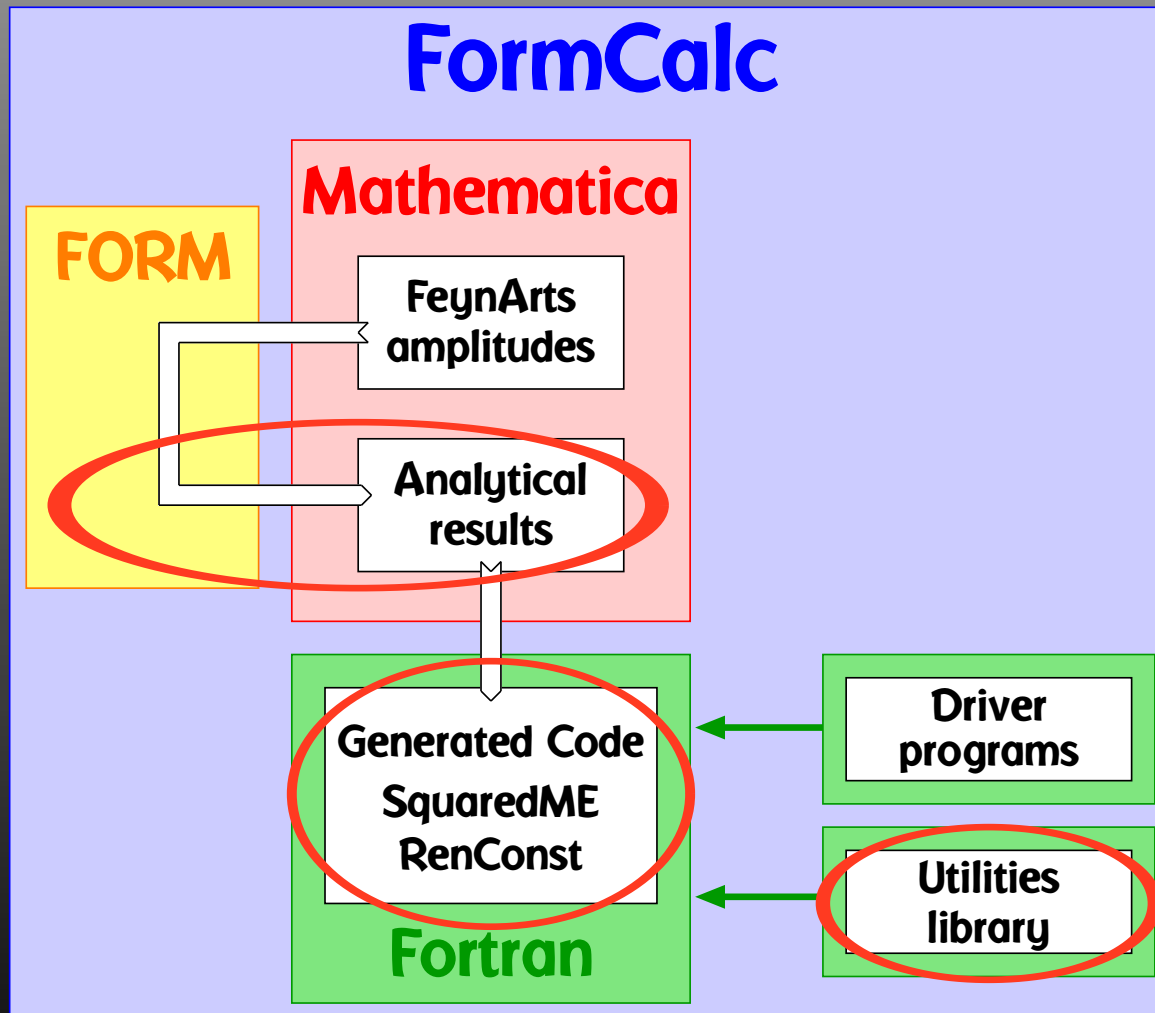 FormCalc
Mathematica
FORM
FeynArts
amplitudes
Analytical
results
Generated Code
SquaredME
RenConst
Fortran
Driver
programs
Utilities
library